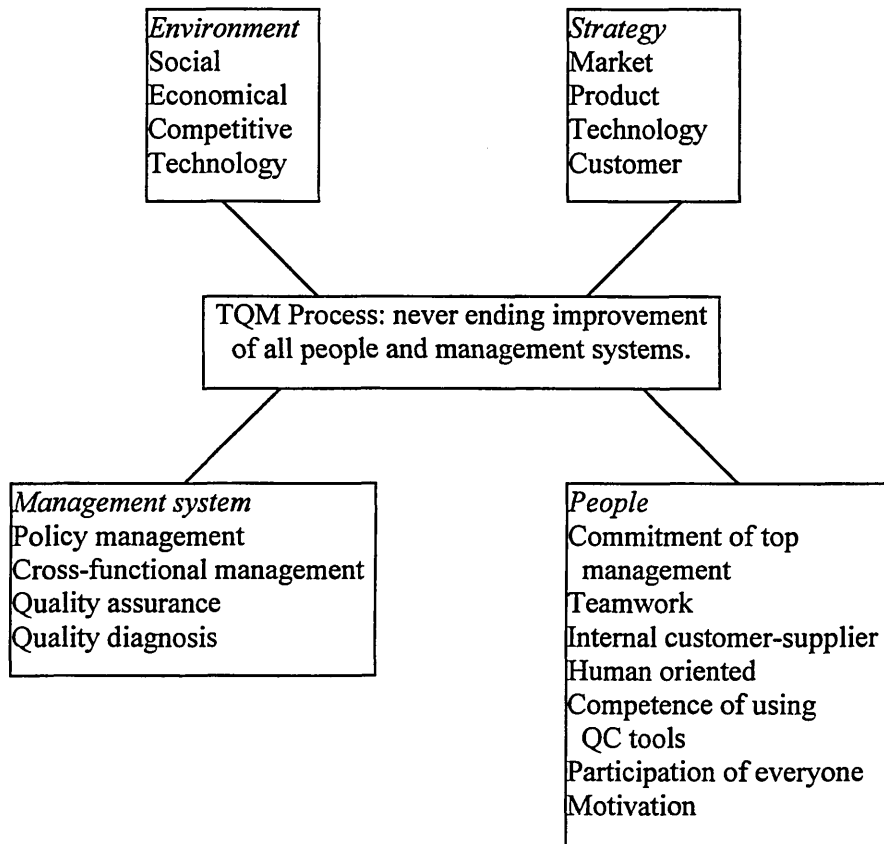 Environment
Social
Economical
Competitive
Technology
Strategy
Market
Product
Technology
Customer
TQM Process: never ending improvement
of all people and management systems.
Management system
Policy management
Cross-functional management
Quality assurance
Quality diagnosis
People
Commitment of top
management
Teamwork
Internal customer-supplier
Human oriented
Competence of using
QC tools
Participation of everyone
Motivation